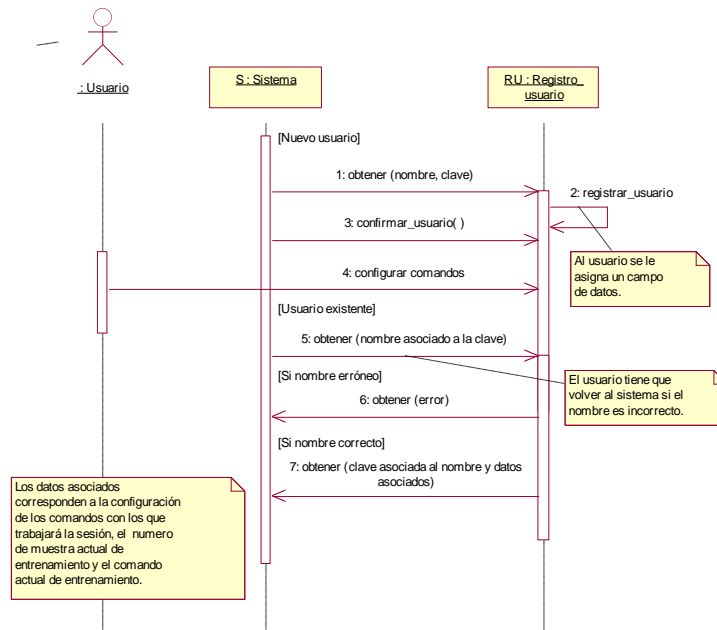 : Usuario
S : Sistema
RU : Registro_
usuario
[Nuevo usuario]
1: obtener (nombre, clave)
2: registrar_usuario
3: confirmar_usuario( )
Al usuario se le
asigna un campo
de datos.
4: configurar comandos
[Usuario existente]
5: obtener (nombre asociado a la clave)
El usuario tiene que
volver al sistema si el
nombre es incorrecto.
[Si nombre erróneo]
6: obtener (error)
[Si nombre correcto]
7: obtener (clave asociada al nombre y datos
asociados)
Los datos asociados
corresponden a la configuración
de los comandos con los que
trabajará la sesión, el numero
de muestra actual de
entrenamiento y el comando
actual de entrenamiento.